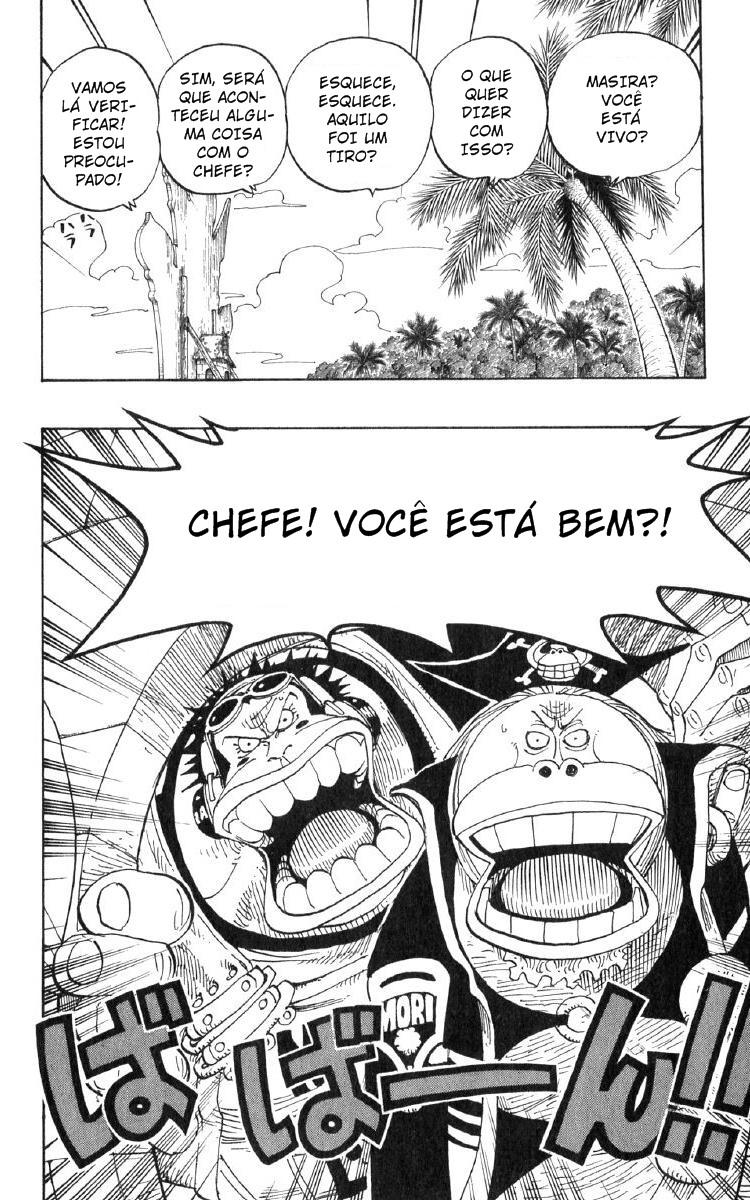 MASIRA?
VOCÊ
ESTÁ
VIVO?
O QUE
QUER
DIZER
COM
ISSO?
ESQUECE,
ESQUECE.
AQUILO
FOI UM
TIRO?
SIM, SERÁ
QUE ACON-
TECEU ALGU-
MA COISA
COM O
CHEFE?
VAMOS
LÁ VERI-
FICAR!
ESTOU
PREOCU-
PADO!
CHEFE! VOCÊ ESTÁ BEM?!
MORI
ばばーん!!